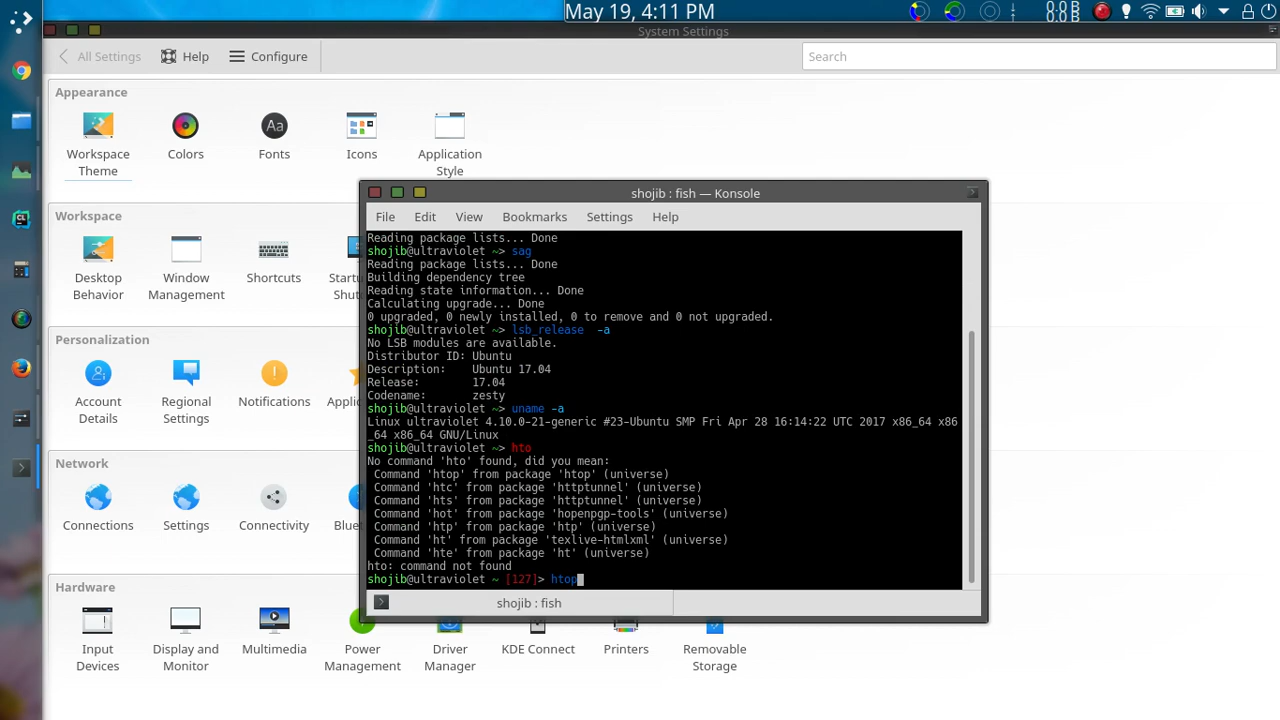 May 19, 4:11 PM
0.0 B
0.0 B
System Settings
All Settings
Help
Configure
Search
Appearance
Workspace Theme
Colors
Fonts
Icons
Application Style
Aa
Workspace
Desktop Behavior
Window Management
Shortcuts
Startu
Shut
Personalization
Account Details
Regional Settings
Notifications
Applic
Network
Connections
Settings
Connectivity
Blue
Hardware
Input Devices
Display and Monitor
Multimedia
Power Management
Driver Manager
KDE Connect
Printers
Removable Storage
shojib : fish — Konsole
File Edit View Bookmarks Settings Help
Reading package lists... Done
shojib@ultraviolet ~> sag
Reading package lists... Done
Building dependency tree
Reading state information... Done
Calculating upgrade... Done
0 upgraded, 0 newly installed, 0 to remove and 0 not upgraded.
shojib@ultraviolet ~> lsb_release  -a
No LSB modules are available.
Distributor ID: Ubuntu
Description:    Ubuntu 17.04
Release:        17.04
Codename:       zesty
shojib@ultraviolet ~> uname -a
Linux ultraviolet 4.10.0-21-generic #23-Ubuntu SMP Fri Apr 28 16:14:22 UTC 2017 x86_64 x86
_64 x86_64 GNU/Linux
shojib@ultraviolet ~> hto
No command 'hto' found, did you mean:
 Command 'htop' from package 'htop' (universe)
 Command 'htc' from package 'httptunnel' (universe)
 Command 'hts' from package 'httptunnel' (universe)
 Command 'hot' from package 'hopenpgp-tools' (universe)
 Command 'htp' from package 'htp' (universe)
 Command 'ht' from package 'texlive-htmlxml' (universe)
 Command 'hte' from package 'ht' (universe)
hto: command not found
shojib@ultraviolet ~ [127]> htop
shojib : fish